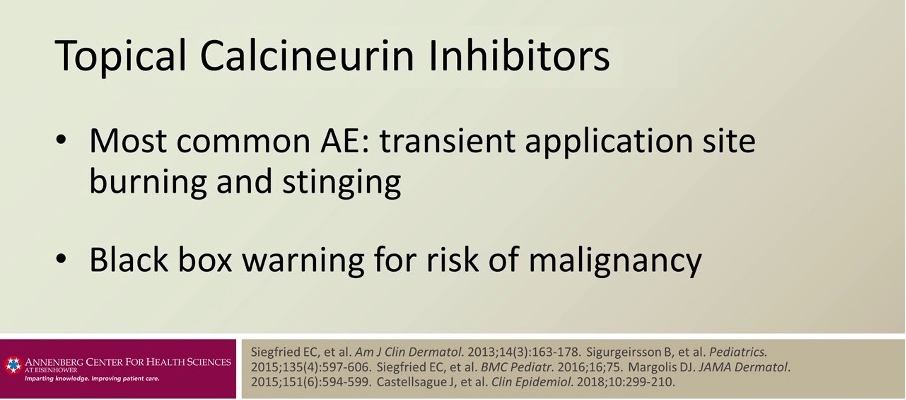 Topical Calcineurin Inhibitors
• Most common AE: transient application site
burning and stinging
• Black box warning for risk of malignancy
ANNENBERG CENTER FOR HEALTH SCIENCES
AT EISENHOWER
Imparting knowledge. Improving patient care.
Siegfried EC, et al. Am J Clin Dermatol. 2013;14(3):163-178. Sigurgeirsson B, et al. Pediatrics.
2015;135(4):597-606. Siegfried EC, et al. BMC Pediatr. 2016;16;75. Margolis DJ. JAMA Dermatol.
2015;151(6):594-599. Castellsague J, et al. Clin Epidemiol. 2018;10:299-210.